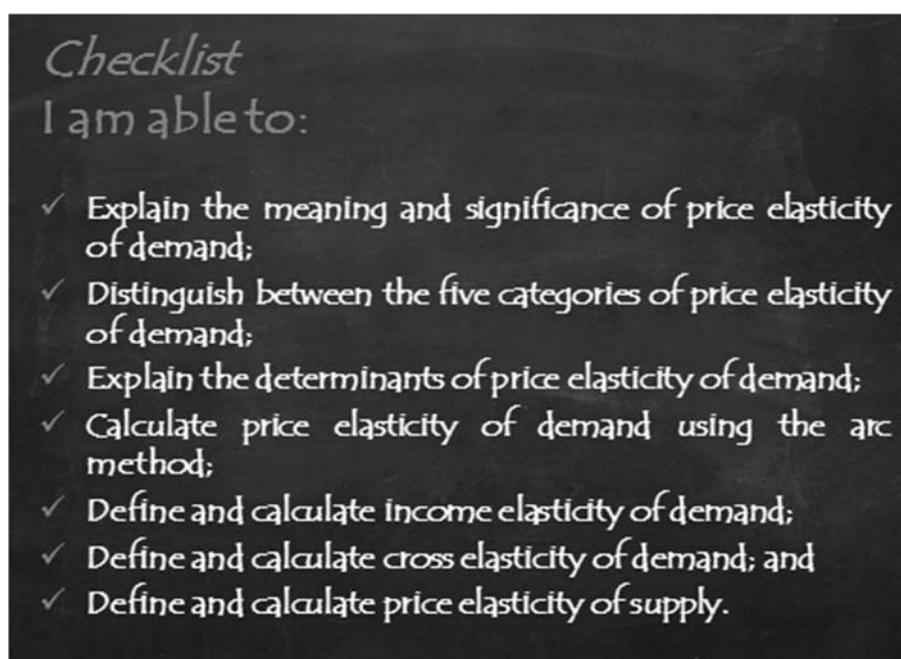 Checklist
I am able to:
✓ Explain the meaning and significance of price elasticity
of demand;
✓ Distinguish between the five categories of price elasticity
of demand;
✓ Explain the determinants of price elasticity of demand;
✓ Calculate price elasticity of demand using the arc
method;
✓ Define and calculate income elasticity of demand;
✓ Define and calculate cross elasticity of demand; and
✓ Define and calculate price elasticity of supply.